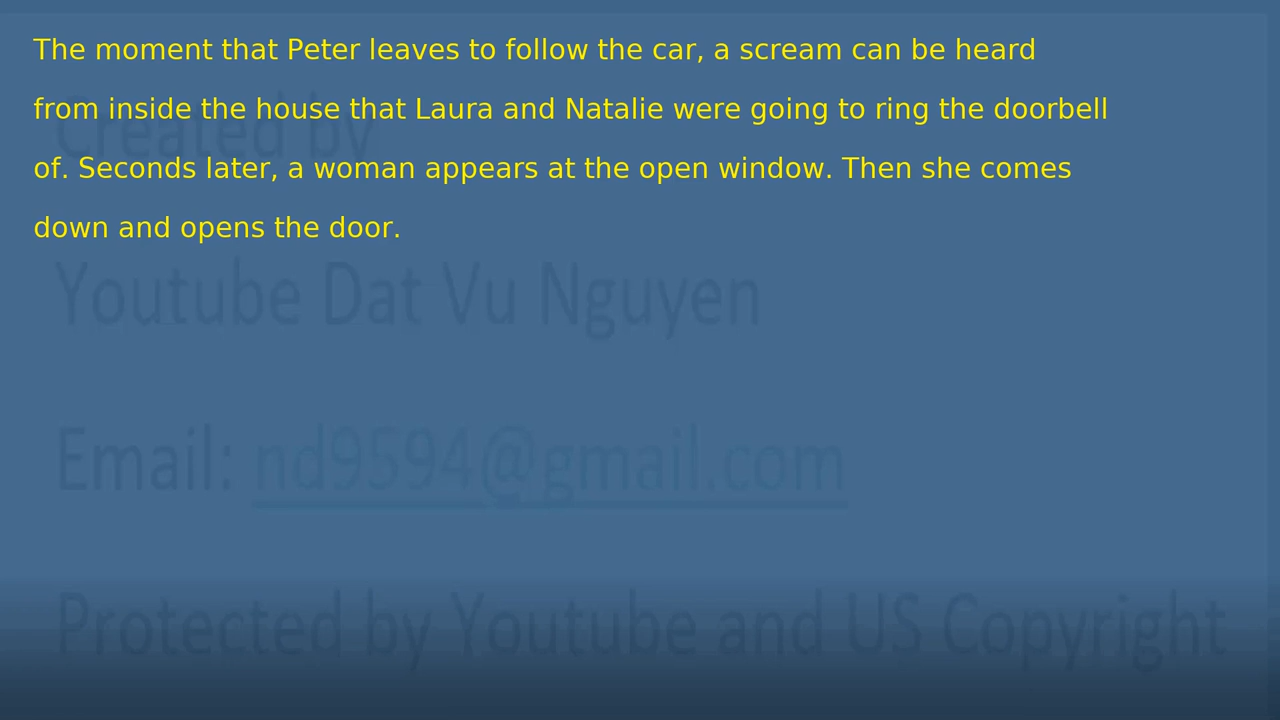 The moment that Peter leaves to follow the car, a scream can be heard
from inside the house that Laura and Natalie were going to ring the doorbell
of. Seconds later, a woman appears at the open window. Then she comes
down and opens the door.
Created by
Youtube Dat Vu Nguyen
Email: nd9594@gmail.com
Protected by Youtube and US Copyright